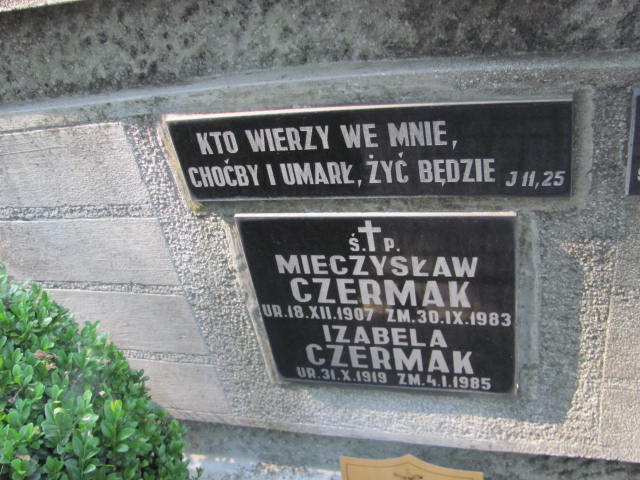 KTO WIERZY WE MNIE,
CHOĆBY I UMARŁ, ŻYĆ BĘDZIE J 11,25
Ś. P.
MIECZYSŁAW
CZERMAK
UR.18.XII.1907 ZM.30.IX.1983
IZABELA
CZERMAK
UR.31.X.1919 ZM.4.I.1985